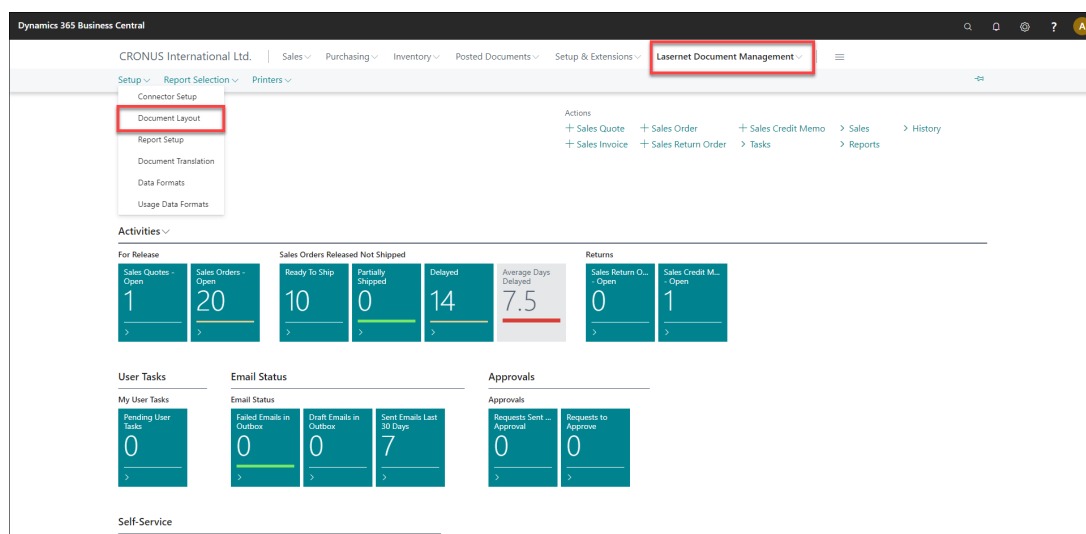 Dynamics 365 Business Central
?
A
CRONUS International Ltd.
Sales
Purchasing
Inventory
Posted Documents
Setup & Extensions
Lasernet Document Management
Setup
Report Selection
Printers
Connector Setup
Document Layout
Report Setup
Document Translation
Data Formats
Usage Data Formats
Actions
+ Sales Quote
+ Sales Order
+ Sales Credit Memo
> Sales
> History
+ Sales Invoice
+ Sales Return Order
> Tasks
> Reports
Activities
For Release
Sales Orders Released Not Shipped
Returns
Sales Quotes -
Open
1
Sales Orders -
Open
20
Ready To Ship
10
Partially
Shipped
0
Delayed
14
Average Days
Delayed
7.5
Sales Return O...
- Open
0
Sales Credit M...
- Open
1
User Tasks
Email Status
Approvals
My User Tasks
Email Status
Approvals
Pending User
Tasks
0
Failed Emails in
Outbox
0
Draft Emails in
Outbox
0
Sent Emails Last
30 Days
7
Requests Sent ...
Approval
0
Requests to
Approve
0
Self-Service